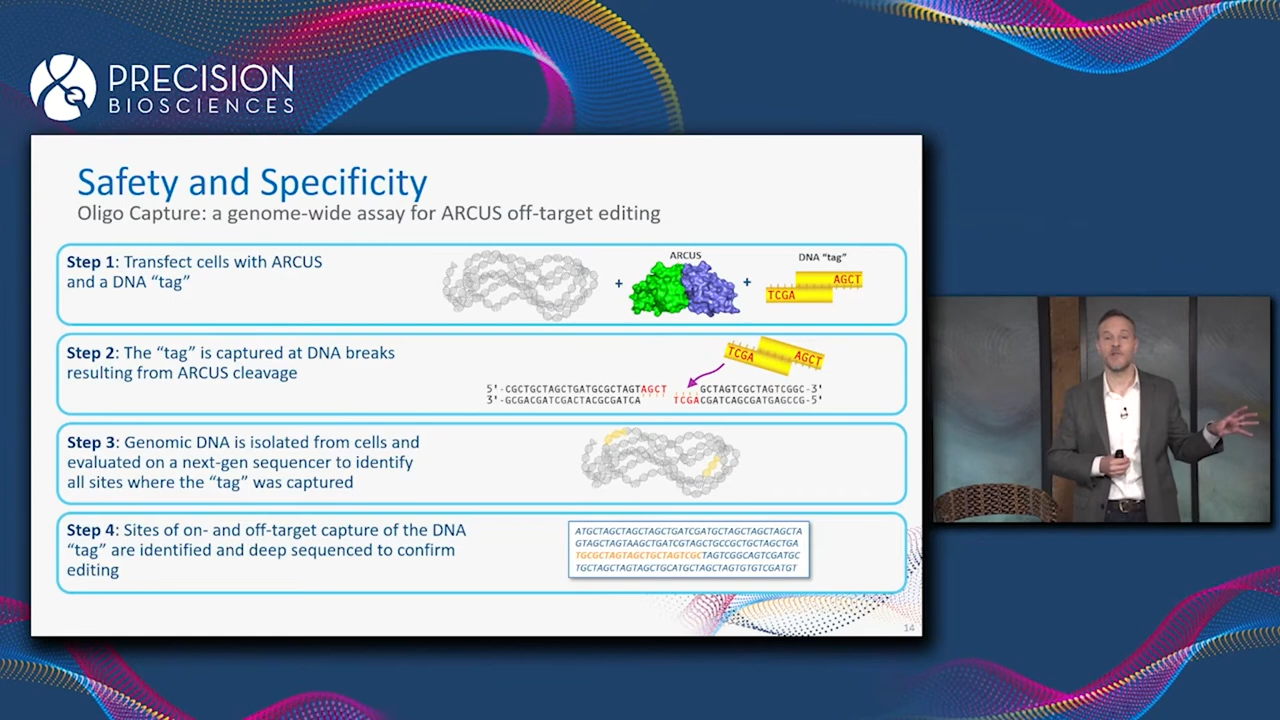 PRECISION
BIOSCIENCES
Safety and Specificity
Oligo Capture: a genome-wide assay for ARCUS off-target editing
Step 1: Transfect cells with ARCUS
and a DNA “tag”
+
ARCUS
+
DNA “tag”
AGCT
TCGA
Step 2: The “tag” is captured at DNA breaks
resulting from ARCUS cleavage
TCGA AGCT
5'-CGCTGCTAGCTGATGCGCTAGTAGCT GCTAGTCGCTAGTCGGC-3'
3'-GCGACGATCGACTACGCGATCA TCGACGATCAGCGATGAGCCG-5'
Step 3: Genomic DNA is isolated from cells and
evaluated on a next-gen sequencer to identify
all sites where the “tag” was captured
Step 4: Sites of on- and off-target capture of the DNA
“tag” are identified and deep sequenced to confirm
editing
ATGCTAGCTAGCTAGCTGATCGATGCTAGCTAGCTAGCTA
GTAGCTAGTAAGCTGATCGTAGCTGCCGCTGCTAGCTGA
TGCGCTAGTAGCTGCTAGTCGCTAGTCGGCAGTCGATGC
TGCTAGCTAGTAGCTGCATGCTAGCTAGTGTGTCGATGT
14